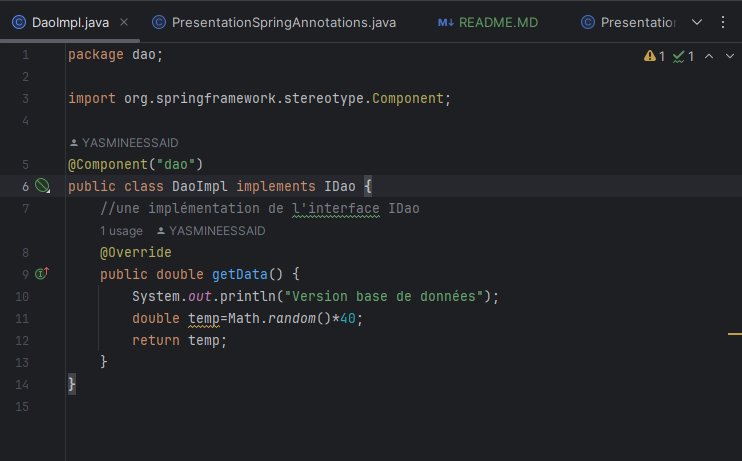 DaoImpl.java PresentationSpringAnnotations.java README.MD Presentation
1 package dao; 1 1
2
3 import org.springframework.stereotype.Component;
4
YASMINEESSAID
5 @Component("dao")
6 public class DaoImpl implements IDao {
7 //une implémentation de l'interface IDao
1 usage YASMINEESSAID
8 @Override
9 public double getData() {
10 System.out.println("Version base de données");
11 double temp=Math.random()*40;
12 return temp;
13 }
14 }
15